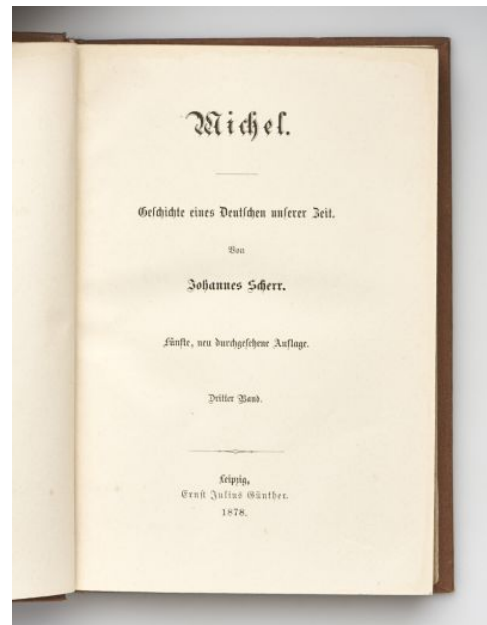 Michel.
Geschichte eines Deutschen unserer Zeit.
Von
Johannes Scherr.
Fünfte, neu durchgesehene Auflage.
Dritter Band.
Leipzig,
Ernst Julius Günther.
1878.